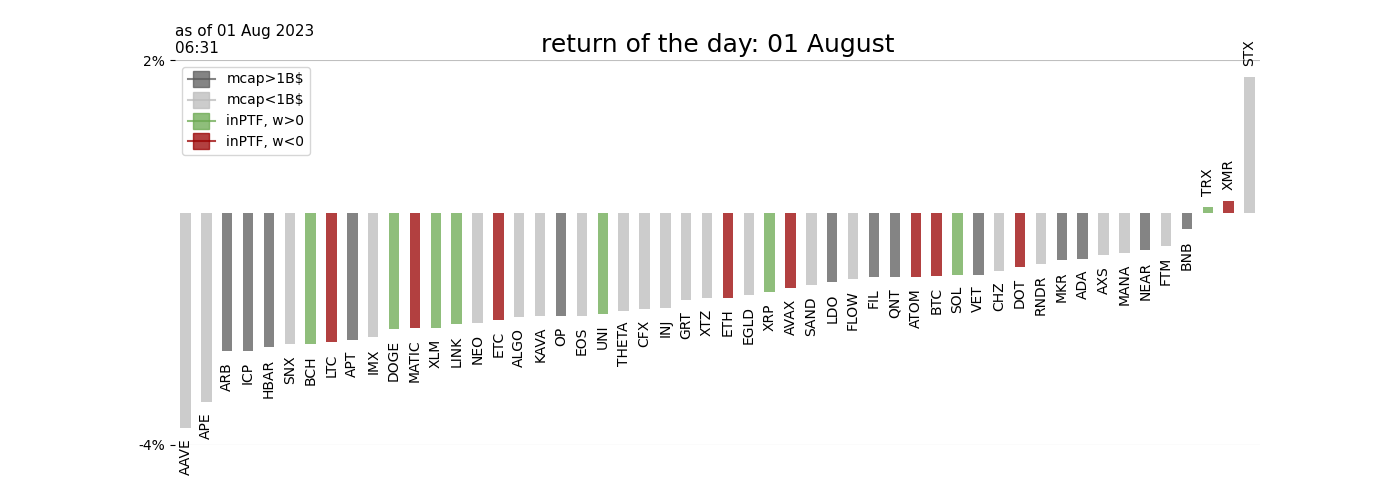 as of 01 Aug 2023
06:31
return of the day: 01 August
2%
mcap>1B$
mcap<1B$
inPTF, w>0
inPTF, w<0
-4%
AAVE
APE
ARB
ICP
HBAR
SNX
BCH
LTC
APT
IMX
DOGE
MATIC
XLM
LINK
NEO
ETC
ALGO
KAVA
OP
EOS
UNI
THETA
CFX
INJ
GRT
XTZ
ETH
EGLD
XRP
AVAX
SAND
LDO
FLOW
FIL
QNT
ATOM
BTC
SOL
VET
CHZ
DOT
RNDR
MKR
ADA
AXS
MANA
NEAR
FTM
BNB
TRX
XMR
STX